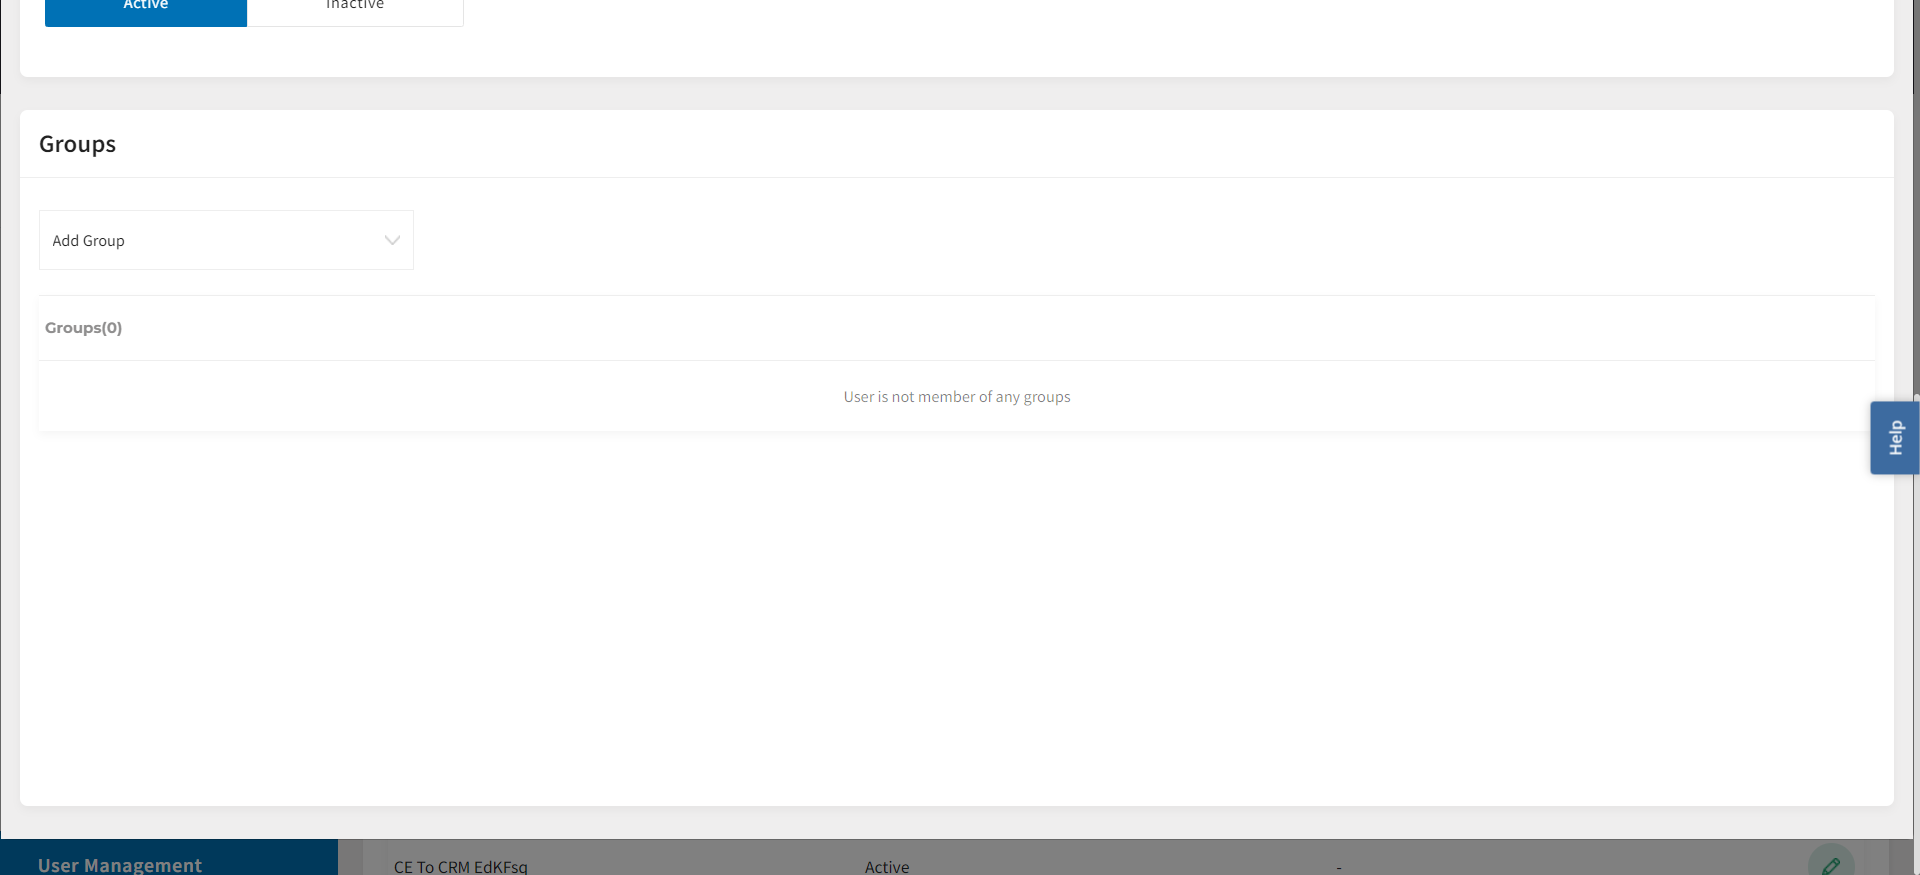 Active
Inactive
Groups
Add Group
Groups(0)
User is not member of any groups
Help
User Management
CE To CRM EdKFsq
Active
-